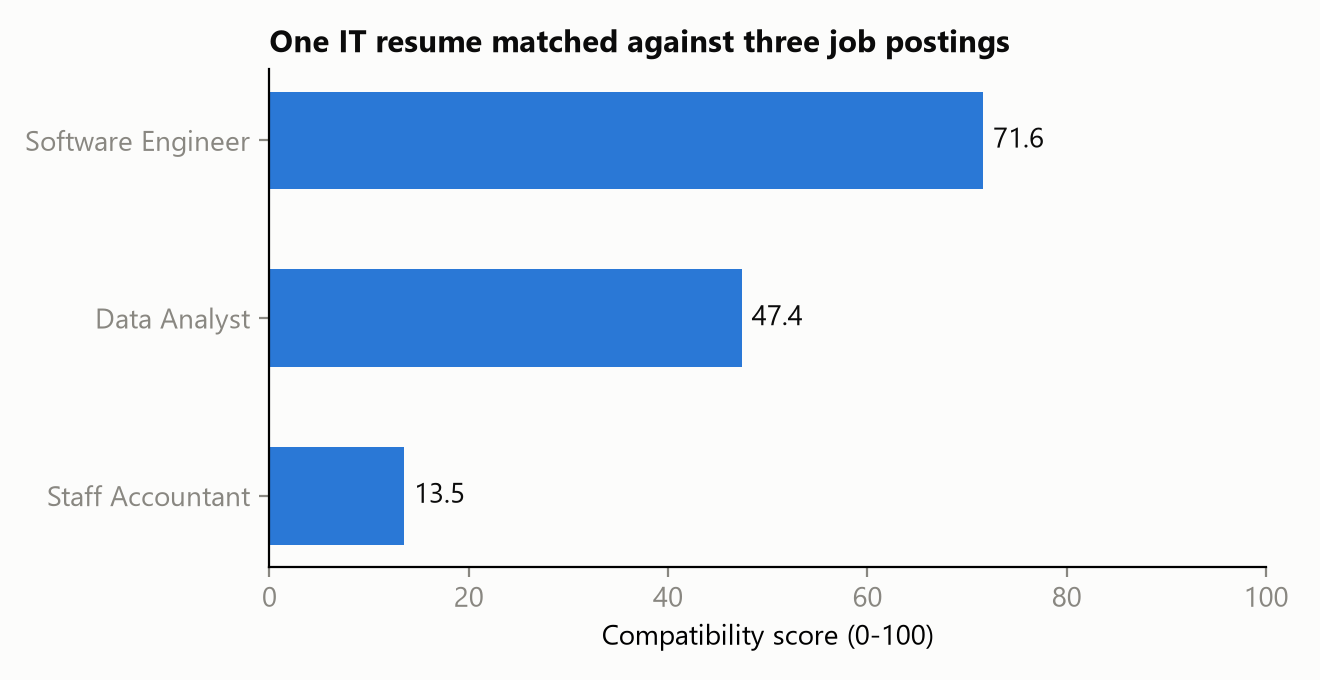 One IT resume matched against three job postings
Software Engineer
71.6
Data Analyst
47.4
Staff Accountant
13.5
0 20 40 60 80 100
Compatibility score (0-100)